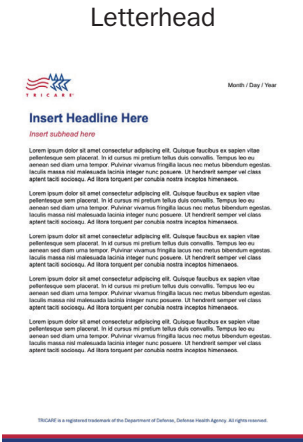 Letterhead
TRICARE
Month / Day / Year
Insert Headline Here
Insert subhead here
Lorem ipsum dolor sit amet consectetur adipiscing elit. Quisque faucibus ex sapien vitae
pellentesque sem placerat. In id cursus mi pretium tellus duis convallis. Tempus leo eu
aenean sed diam urna tempor. Pulvinar vivamus fringilla lacus nec metus bibendum egestas.
Iaculis massa nisl malesuada lacinia integer nunc posuere. Ut hendrerit semper vel class
aptent taciti sociosqu. Ad litora torquent per conubia nostra inceptos himenaeos.
Lorem ipsum dolor sit amet consectetur adipiscing elit. Quisque faucibus ex sapien vitae
pellentesque sem placerat. In id cursus mi pretium tellus duis convallis. Tempus leo eu
aenean sed diam urna tempor. Pulvinar vivamus fringilla lacus nec metus bibendum egestas.
Iaculis massa nisl malesuada lacinia integer nunc posuere. Ut hendrerit semper vel class
aptent taciti sociosqu. Ad litora torquent per conubia nostra inceptos himenaeos.
Lorem ipsum dolor sit amet consectetur adipiscing elit. Quisque faucibus ex sapien vitae
pellentesque sem placerat. In id cursus mi pretium tellus duis convallis. Tempus leo eu
aenean sed diam urna tempor. Pulvinar vivamus fringilla lacus nec metus bibendum egestas.
Iaculis massa nisl malesuada lacinia integer nunc posuere. Ut hendrerit semper vel class
aptent taciti sociosqu. Ad litora torquent per conubia nostra inceptos himenaeos.
Lorem ipsum dolor sit amet consectetur adipiscing elit. Quisque faucibus ex sapien vitae
pellentesque sem placerat. In id cursus mi pretium tellus duis convallis. Tempus leo eu
aenean sed diam urna tempor. Pulvinar vivamus fringilla lacus nec metus bibendum egestas.
Iaculis massa nisl malesuada lacinia integer nunc posuere. Ut hendrerit semper vel class
aptent taciti sociosqu. Ad litora torquent per conubia nostra inceptos himenaeos.
Lorem ipsum dolor sit amet consectetur adipiscing elit. Quisque faucibus ex sapien vitae
pellentesque sem placerat. In id cursus mi pretium tellus duis convallis. Tempus leo eu
aenean sed diam urna tempor. Pulvinar vivamus fringilla lacus nec metus bibendum egestas.
Iaculis massa nisl malesuada lacinia integer nunc posuere. Ut hendrerit semper vel class
aptent taciti sociosqu. Ad litora torquent per conubia nostra inceptos himenaeos.
TRICARE is a registered trademark of the Department of Defense, Defense Health Agency. All rights reserved.